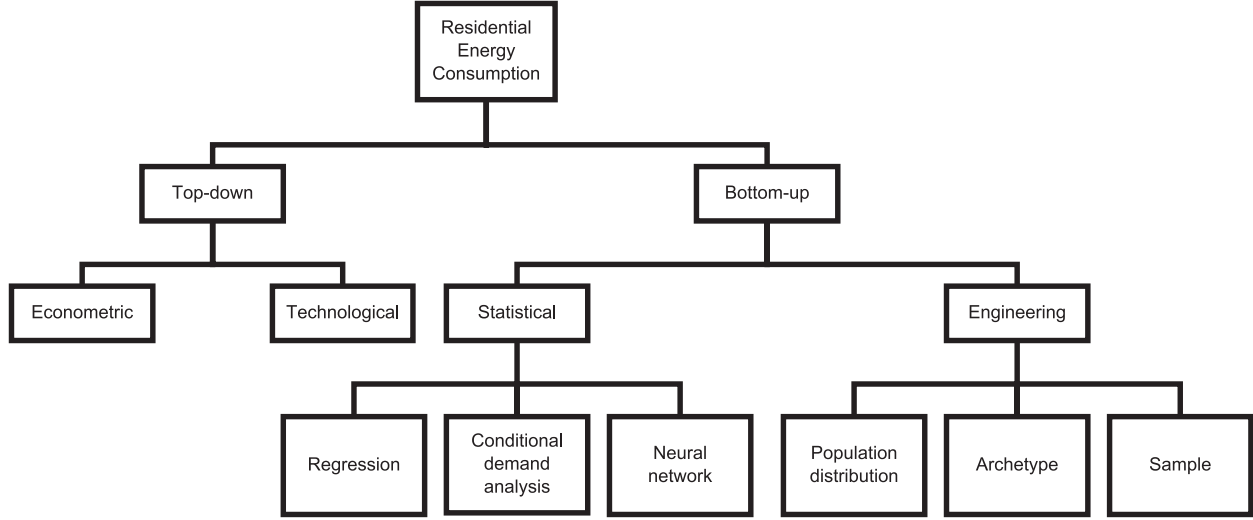 Residential
Energy
Consumption
Top-down
Bottom-up
Econometric
Technological
Statistical
Engineering
Regression
Conditional
demand
analysis
Neural
network
Population
distribution
Archetype
Sample